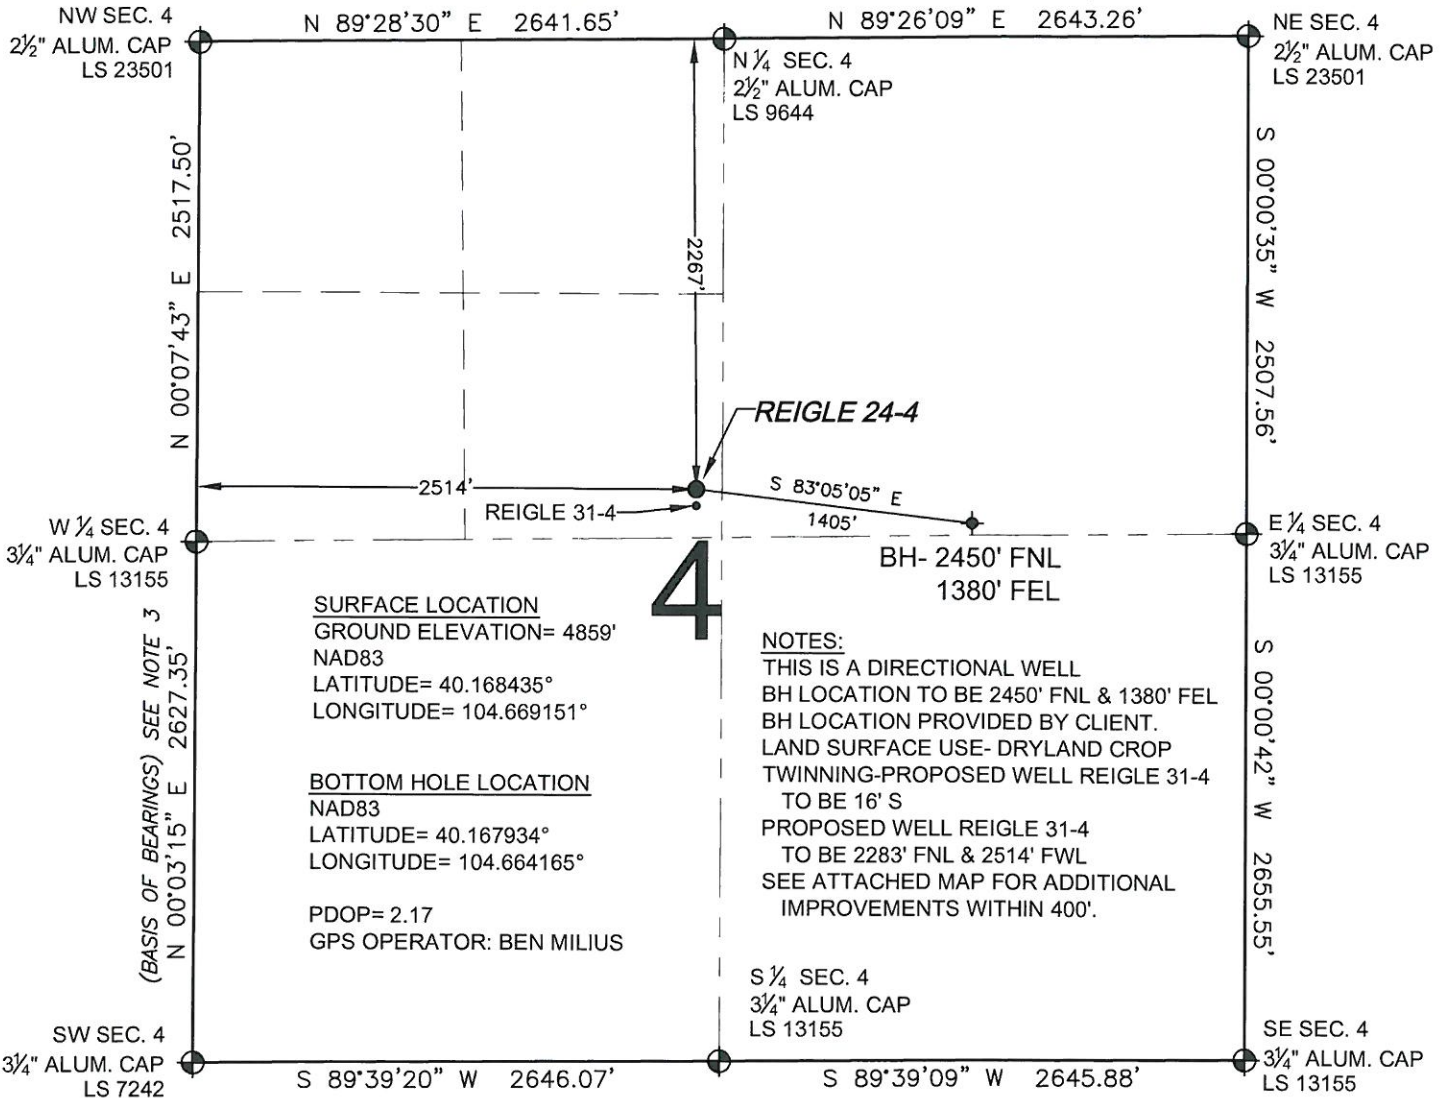 NW SEC. 4
2½" ALUM. CAP
LS 23501
N 89°28'30" E 2641.65'
N 89°26'09" E 2643.26'
NE SEC. 4
2½" ALUM. CAP
LS 23501
N ¼ SEC. 4
2½" ALUM. CAP
LS 9644
N 00°07'43" E 2517.50'
S 00°00'35" W 2507.56'
2267'
REIGLE 24-4
2514'
REIGLE 31-4
S 83°05'05" E
1405'
W ¼ SEC. 4
3¼" ALUM. CAP
LS 13155
E ¼ SEC. 4
3¼" ALUM. CAP
LS 13155
BH- 2450' FNL
1380' FEL
4
(BASIS OF BEARINGS) SEE NOTE 3
N 00°03'15" E 2627.35'
SURFACE LOCATION
GROUND ELEVATION= 4859'
NAD83
LATITUDE= 40.168435°
LONGITUDE= 104.669151°
BOTTOM HOLE LOCATION
NAD83
LATITUDE= 40.167934°
LONGITUDE= 104.664165°
PDOP= 2.17
GPS OPERATOR: BEN MILIUS
NOTES:
THIS IS A DIRECTIONAL WELL
BH LOCATION TO BE 2450' FNL & 1380' FEL
BH LOCATION PROVIDED BY CLIENT.
LAND SURFACE USE- DRYLAND CROP
TWINNING-PROPOSED WELL REIGLE 31-4
TO BE 16' S
PROPOSED WELL REIGLE 31-4
TO BE 2283' FNL & 2514' FWL
SEE ATTACHED MAP FOR ADDITIONAL
IMPROVEMENTS WITHIN 400'.
S 00°00'42" W 2655.55'
S ¼ SEC. 4
3¼" ALUM. CAP
LS 13155
SW SEC. 4
3¼" ALUM. CAP
LS 7242
S 89°39'20" W 2646.07'
S 89°39'09" W 2645.88'
SE SEC. 4
3¼" ALUM. CAP
LS 13155